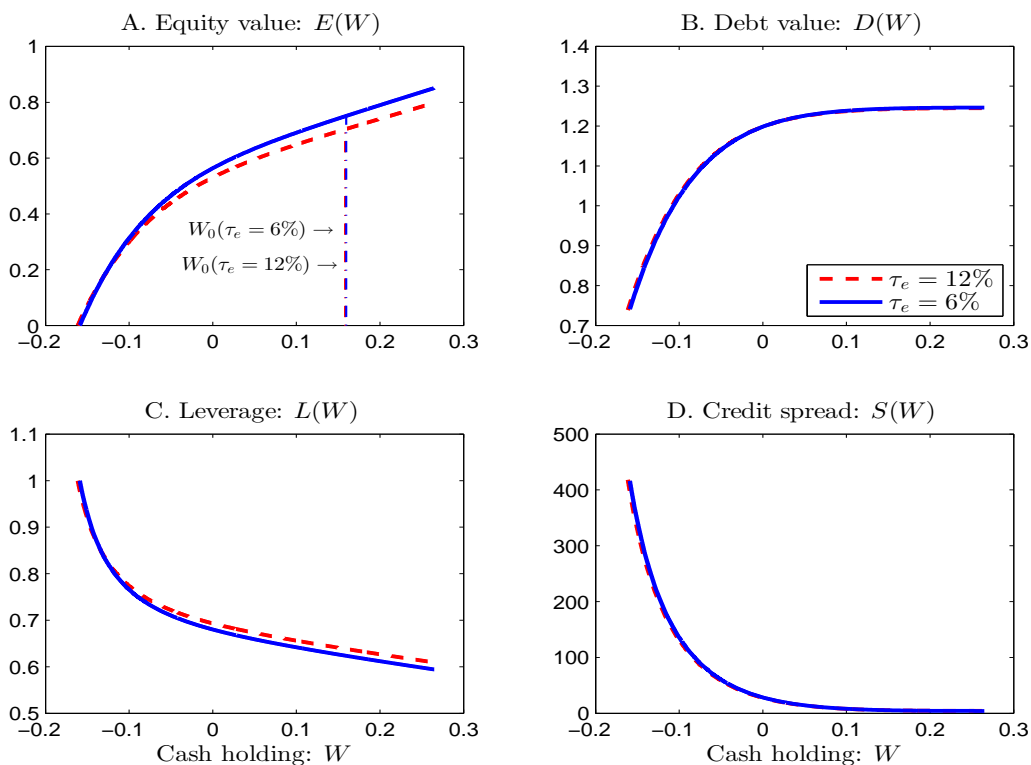 A. Equity value: E(W)
1
0.8
0.6
0.4
0.2
0
−0.2 −0.1 0 0.1 0.2 0.3
W₀(τₑ = 6%) →
W₀(τₑ = 12%) →
B. Debt value: D(W)
1.4
1.3
1.2
1.1
1
0.9
0.8
0.7
−0.2 −0.1 0 0.1 0.2 0.3
τₑ = 12%
τₑ = 6%
C. Leverage: L(W)
1.1
1
0.9
0.8
0.7
0.6
0.5
−0.2 −0.1 0 0.1 0.2 0.3
Cash holding: W
D. Credit spread: S(W)
500
400
300
200
100
0
−0.2 −0.1 0 0.1 0.2 0.3
Cash holding: W